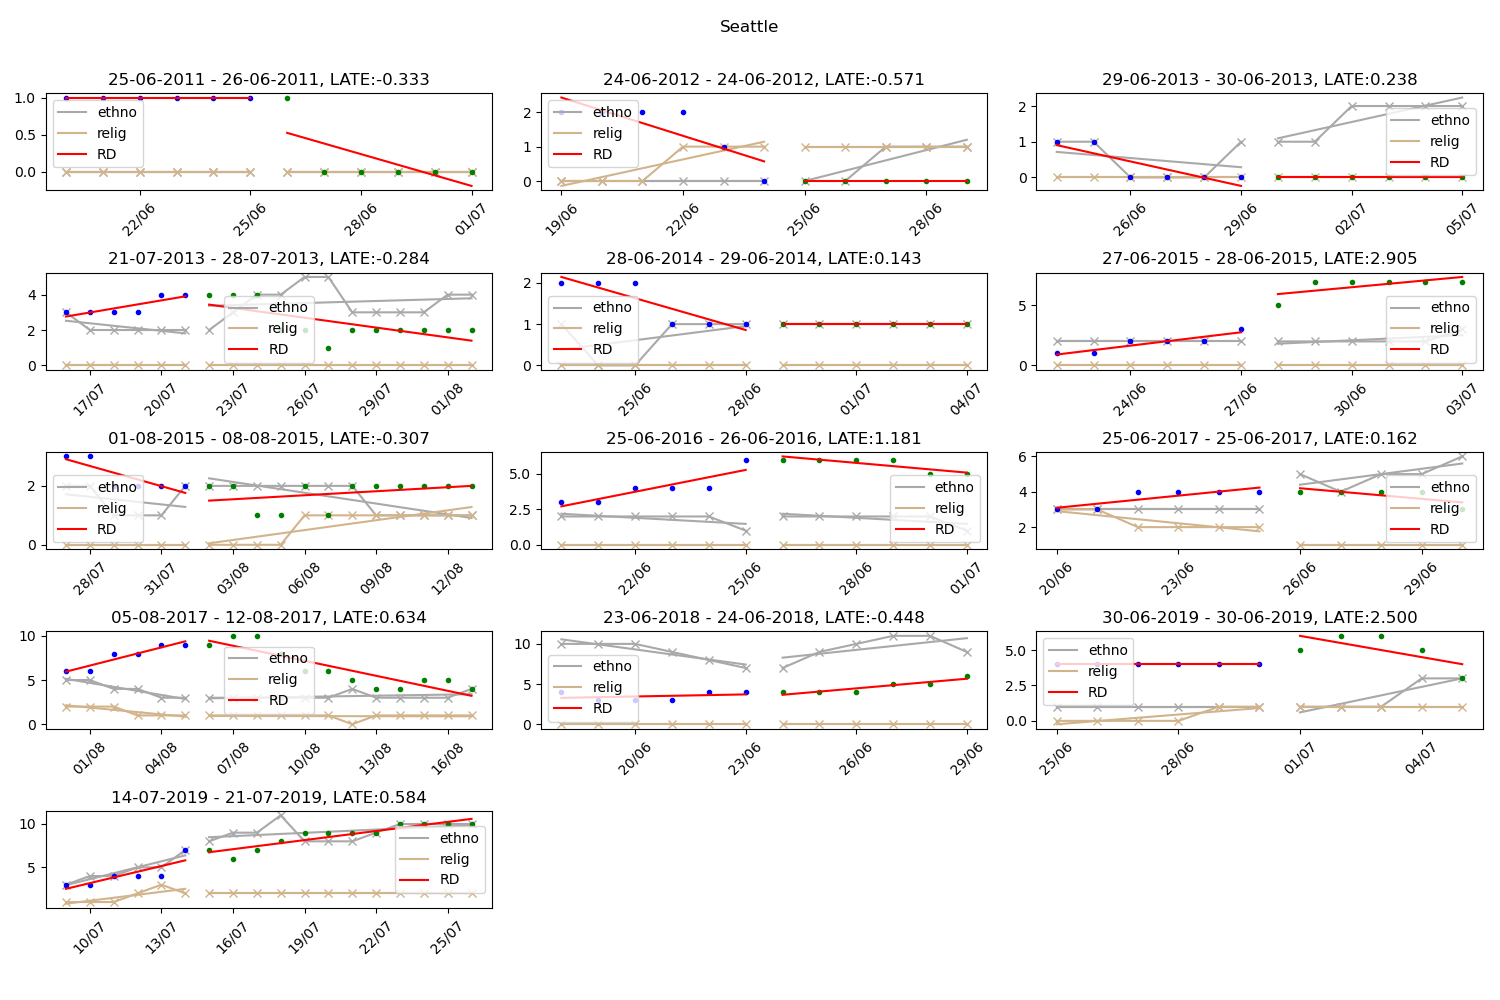 Seattle
25-06-2011 - 26-06-2011, LATE:-0.333
1.0
0.5
0.0
ethno
relig
RD
22/06
25/06
28/06
01/07
24-06-2012 - 24-06-2012, LATE:-0.571
2
1
0
ethno
relig
RD
19/06
22/06
25/06
28/06
29-06-2013 - 30-06-2013, LATE:0.238
2
1
0
ethno
relig
RD
26/06
29/06
02/07
05/07
21-07-2013 - 28-07-2013, LATE:-0.284
4
2
0
ethno
relig
RD
17/07
20/07
23/07
26/07
29/07
01/08
28-06-2014 - 29-06-2014, LATE:0.143
2
1
0
ethno
relig
RD
25/06
28/06
01/07
04/07
27-06-2015 - 28-06-2015, LATE:2.905
5
0
ethno
relig
RD
24/06
27/06
30/06
03/07
01-08-2015 - 08-08-2015, LATE:-0.307
2
0
ethno
relig
RD
28/07
31/07
03/08
06/08
09/08
12/08
25-06-2016 - 26-06-2016, LATE:1.181
5.0
2.5
0.0
ethno
relig
RD
22/06
25/06
28/06
01/07
25-06-2017 - 25-06-2017, LATE:0.162
6
4
2
ethno
relig
RD
20/06
23/06
26/06
29/06
05-08-2017 - 12-08-2017, LATE:0.634
10
5
0
ethno
relig
RD
01/08
04/08
07/08
10/08
13/08
16/08
23-06-2018 - 24-06-2018, LATE:-0.448
10
5
0
ethno
relig
RD
20/06
23/06
26/06
29/06
30-06-2019 - 30-06-2019, LATE:2.500
5.0
2.5
0.0
ethno
relig
RD
25/06
28/06
01/07
04/07
14-07-2019 - 21-07-2019, LATE:0.584
10
5
ethno
relig
RD
10/07
13/07
16/07
19/07
22/07
25/07